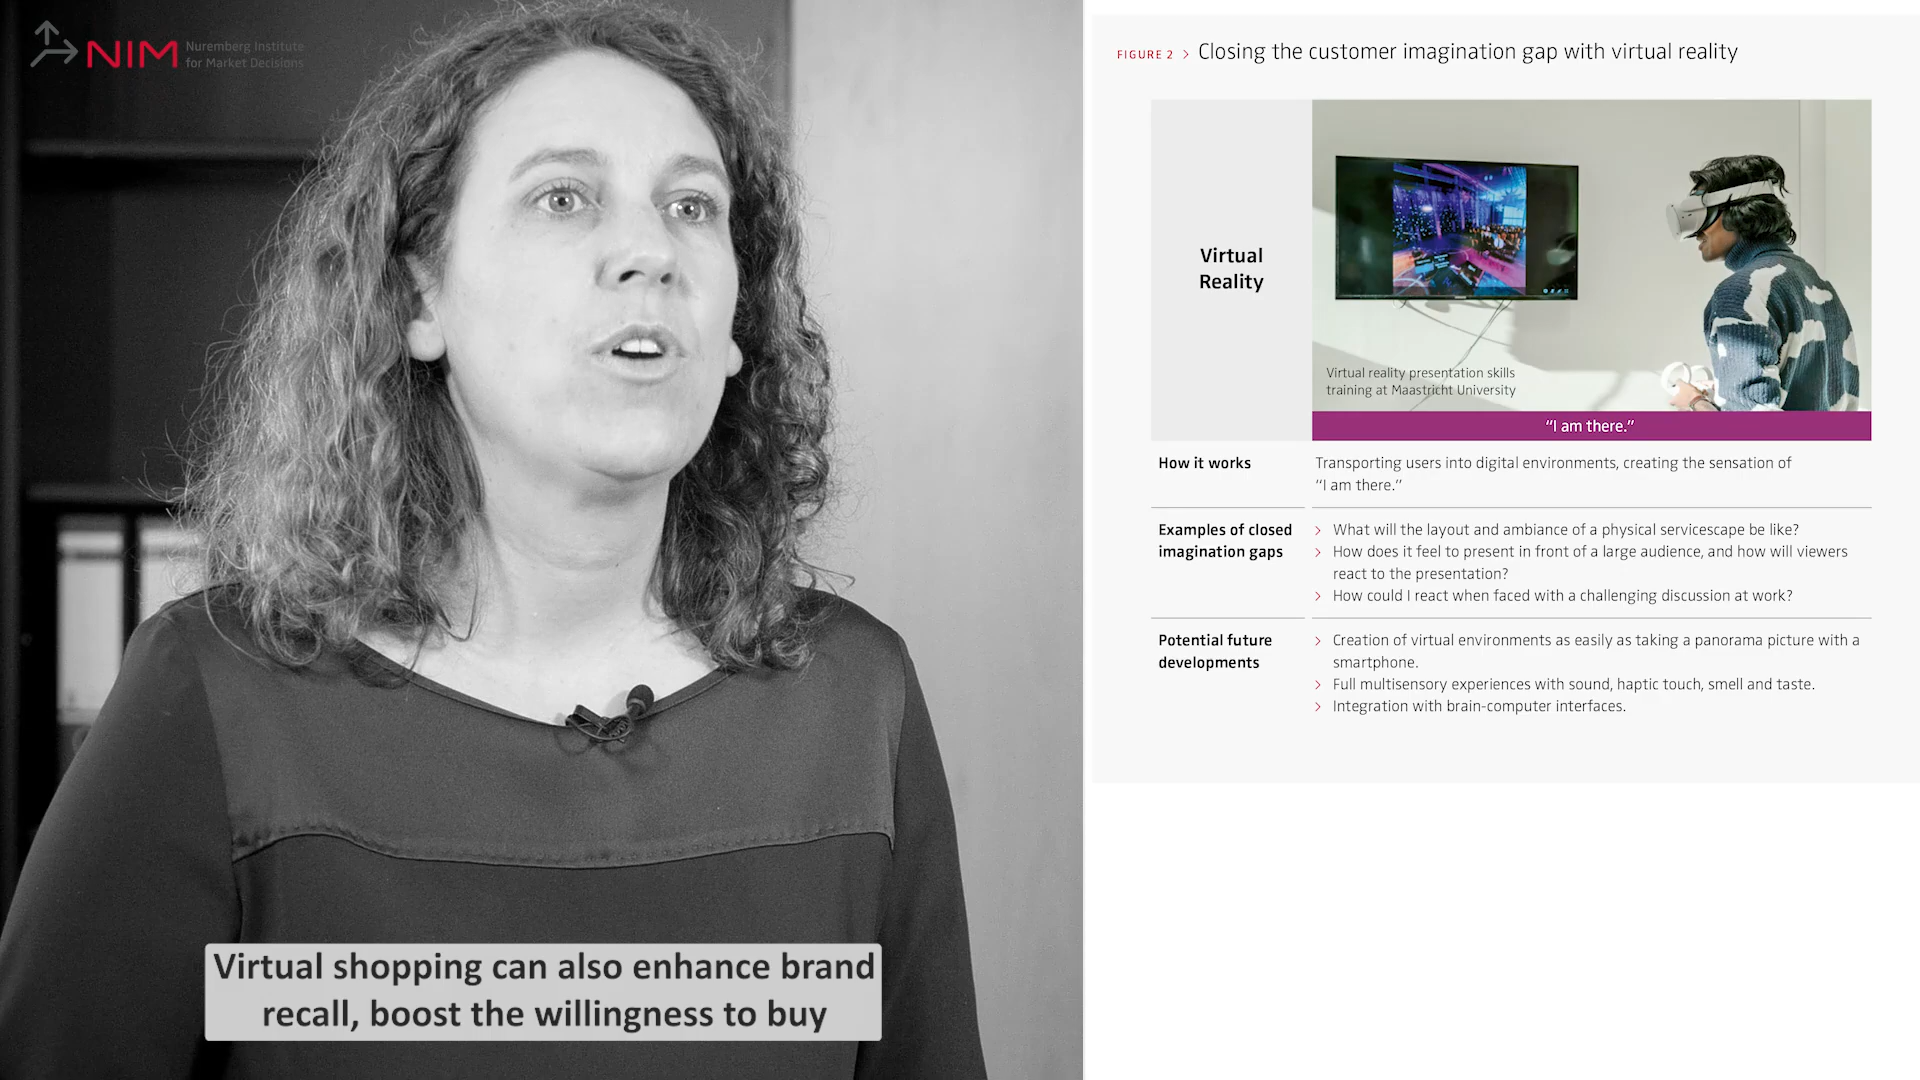 NIM Nuremberg Institute
for Market Decisions
Virtual shopping can also enhance brand
recall, boost the willingness to buy
FIGURE 2 > Closing the customer imagination gap with virtual reality
Virtual
Reality
Virtual reality presentation skills
training at Maastricht University
“I am there.”
How it works
Transporting users into digital environments, creating the sensation of
“I am there.”
Examples of closed
imagination gaps
> What will the layout and ambiance of a physical servicescape be like?
> How does it feel to present in front of a large audience, and how will viewers
react to the presentation?
> How could I react when faced with a challenging discussion at work?
Potential future
developments
> Creation of virtual environments as easily as taking a panorama picture with a
smartphone.
> Full multisensory experiences with sound, haptic touch, smell and taste.
> Integration with brain-computer interfaces.